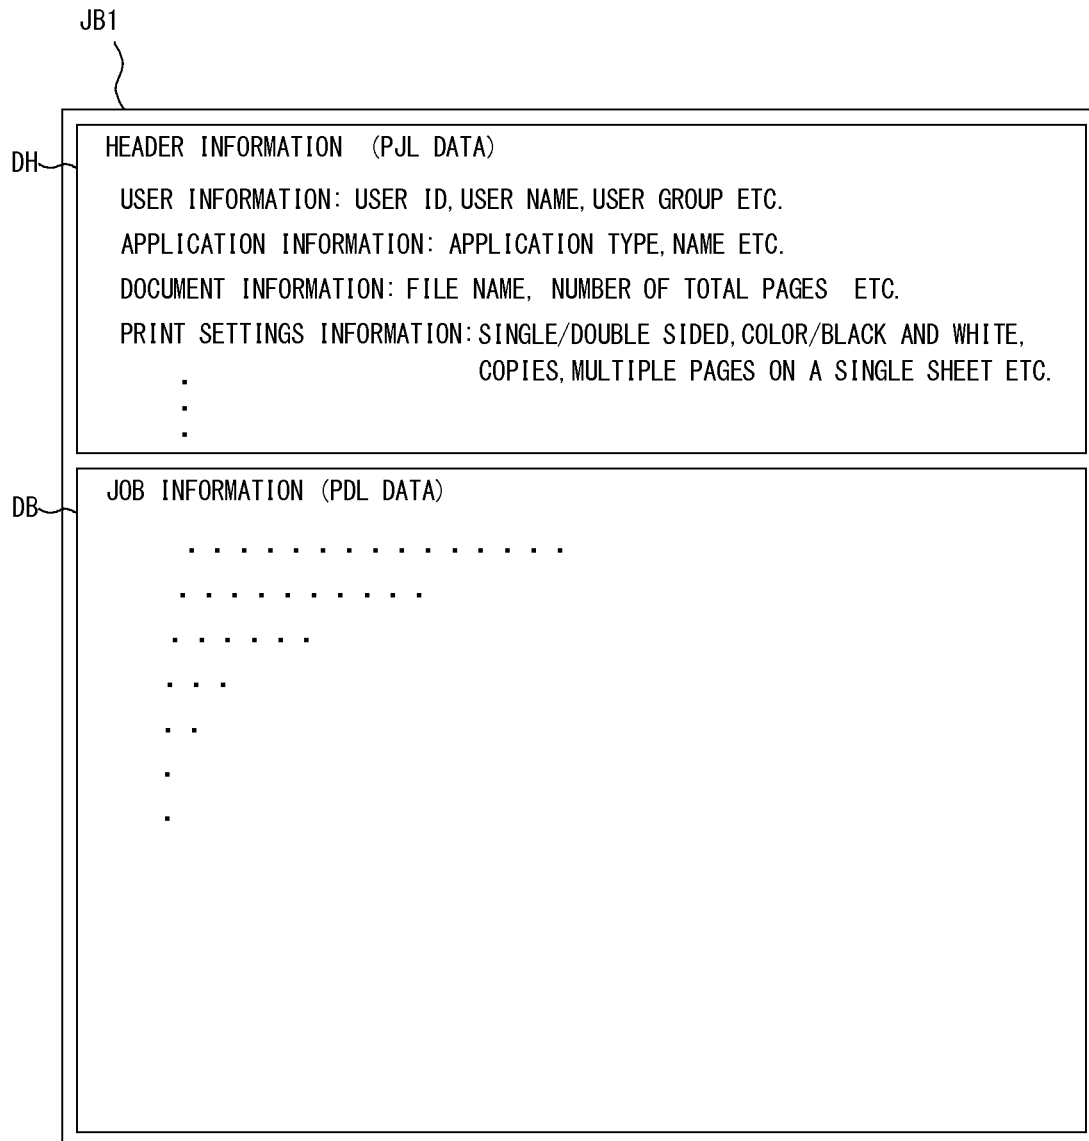 JB1
DH
HEADER INFORMATION (PJL DATA)
USER INFORMATION: USER ID, USER NAME, USER GROUP ETC.
APPLICATION INFORMATION: APPLICATION TYPE, NAME ETC.
DOCUMENT INFORMATION: FILE NAME, NUMBER OF TOTAL PAGES ETC.
PRINT SETTINGS INFORMATION: SINGLE/DOUBLE SIDED, COLOR/BLACK AND WHITE,
COPIES, MULTIPLE PAGES ON A SINGLE SHEET ETC.
DB
JOB INFORMATION (PDL DATA)